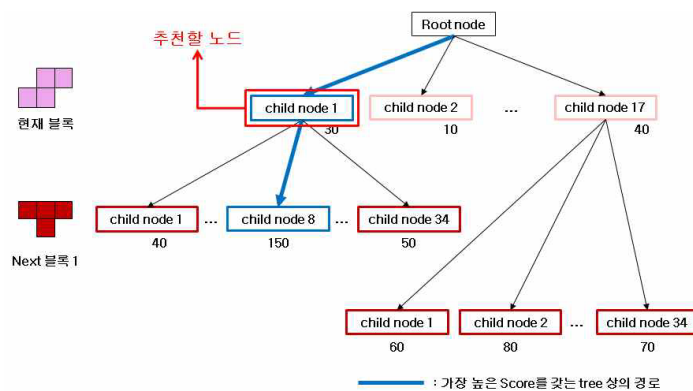 Root node
추천할 노드
현재 블록
child node 1
30
child node 2
10
...
child node 17
40
Next 블록 1
child node 1
40
...
child node 8
150
...
child node 34
50
child node 1
60
child node 2
80
...
child node 34
70
: 가장 높은 Score를 갖는 tree 상의 경로